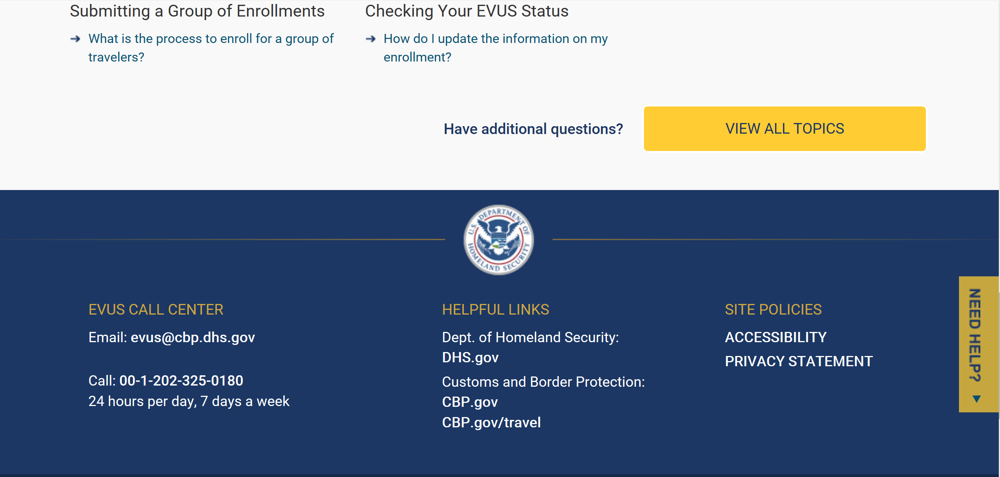 Submitting a Group of Enrollments
What is the process to enroll for a group of
travelers?
Checking Your EVUS Status
How do I update the information on my
enrollment?
Have additional questions?
VIEW ALL TOPICS
U.S. DEPARTMENT OF
HOMELAND SECURITY
EVUS CALL CENTER
Email: evus@cbp.dhs.gov
Call: 00-1-202-325-0180
24 hours per day, 7 days a week
HELPFUL LINKS
Dept. of Homeland Security:
DHS.gov
Customs and Border Protection:
CBP.gov
CBP.gov/travel
SITE POLICIES
ACCESSIBILITY
PRIVACY STATEMENT
NEED HELP?